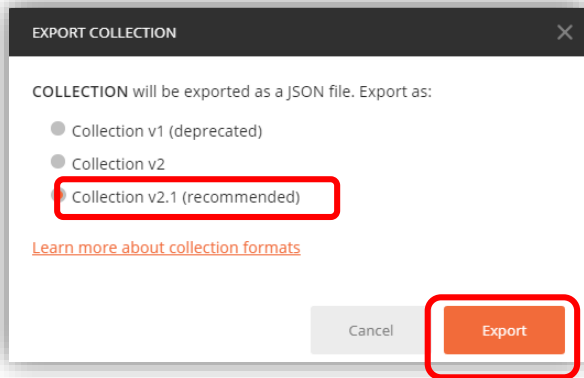 EXPORT COLLECTION
COLLECTION will be exported as a JSON file. Export as:
Collection v1 (deprecated)
Collection v2
Collection v2.1 (recommended)
Learn more about collection formats
Cancel
Export